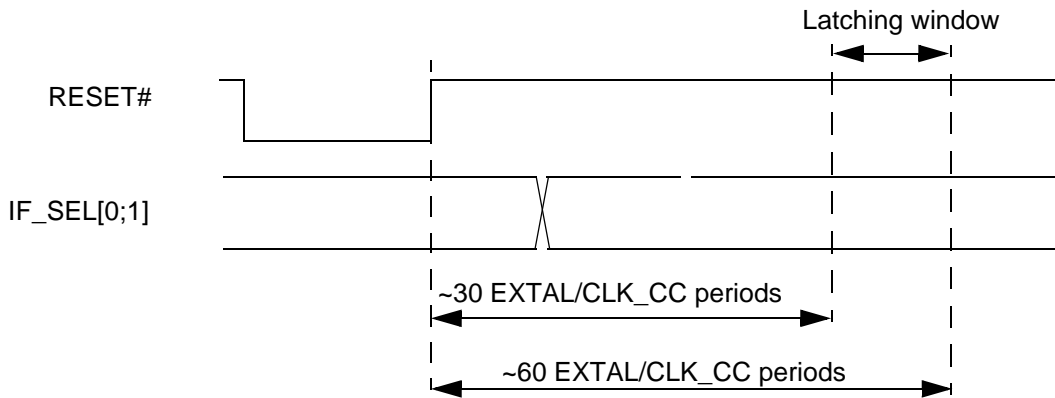 Latching window
RESET#
IF_SEL[0;1]
~30 EXTAL/CLK_CC periods
~60 EXTAL/CLK_CC periods